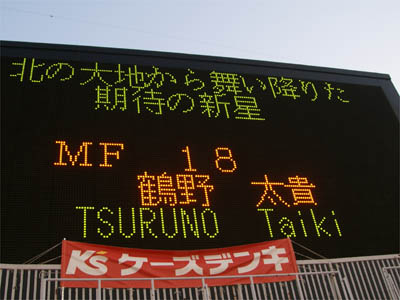 北の大地から舞い降りた
期待の新星
MF 18
鶴野 太貴
TSURUNO Taiki
K's ケーズデンキ